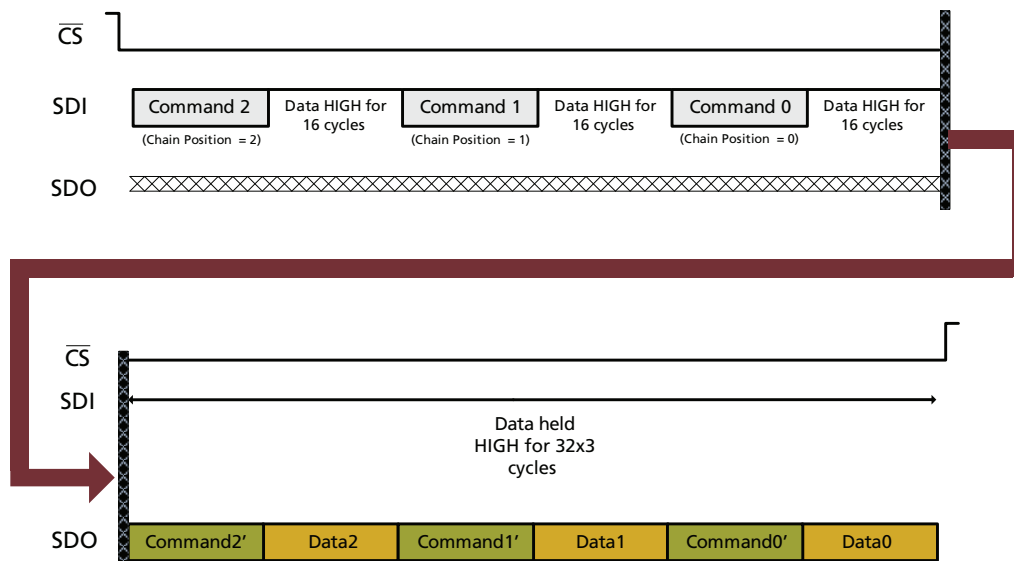 CS
SDI
Command 2
Data HIGH for
16 cycles
Command 1
Data HIGH for
16 cycles
Command 0
Data HIGH for
16 cycles
(Chain Position = 2)
(Chain Position = 1)
(Chain Position = 0)
SDO
CS
SDI
Data held
HIGH for 32x3
cycles
SDO
Command2'
Data2
Command1'
Data1
Command0'
Data0